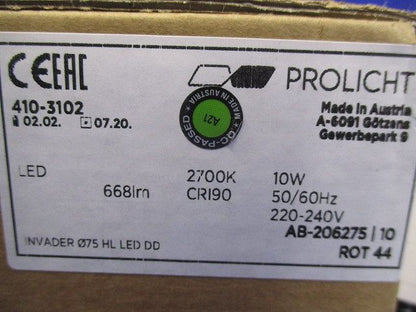 CE EAC
PROLICHT
410-3102
02.02. 07.20.
MADE IN AUSTRIA
A21
QC-PASSED
Made in Austria
A-6091 Götzens
Gewerbepark 9
LED 2700K 10W
668lm CRI90 50/60Hz
220-240V
AB-206275 | 10
INVADER Ø75 HL LED DD
ROT 44